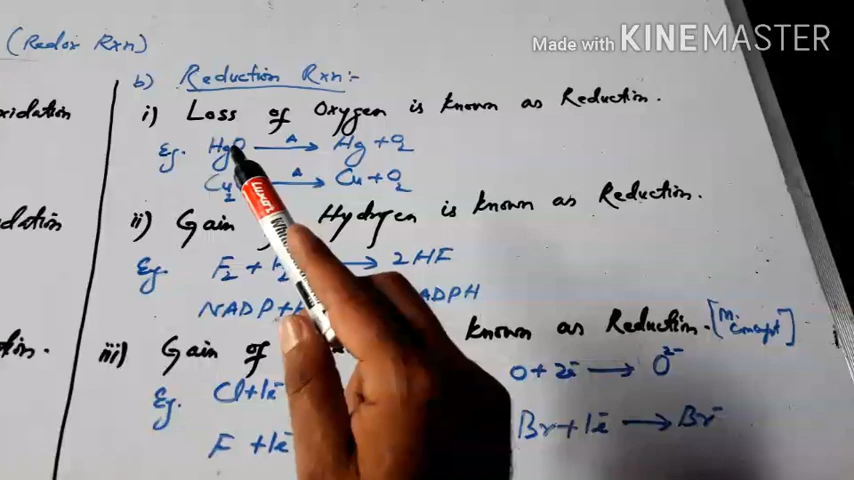 Made with KINEMASTER
(Redox Rxn)
b) Reduction Rxn:-
xidation
i) Loss of Oxygen is known as Reduction.
Eg. HgO —Δ→ Hg + O2
Cu2 —Δ→ Cu + O2
dation
ii) Gain Hydrogen is known as Reduction.
Eg. F2 + H2 → 2HF
NADP + H ADPH
iii) Gain of known as Reduction. [M. Concept]
Eg. Cl + 1e- O + 2e- → O2-
F + 1e- Br + 1e- → Br-
Luxor